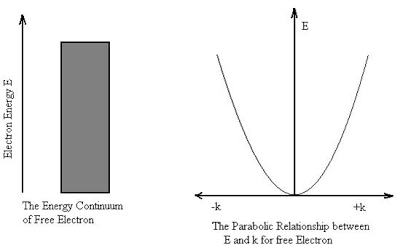 Electron Energy E
The Energy Continuum
of Free Electron
E
-k
+k
The Parabolic Relationship between
E and k for free Electron